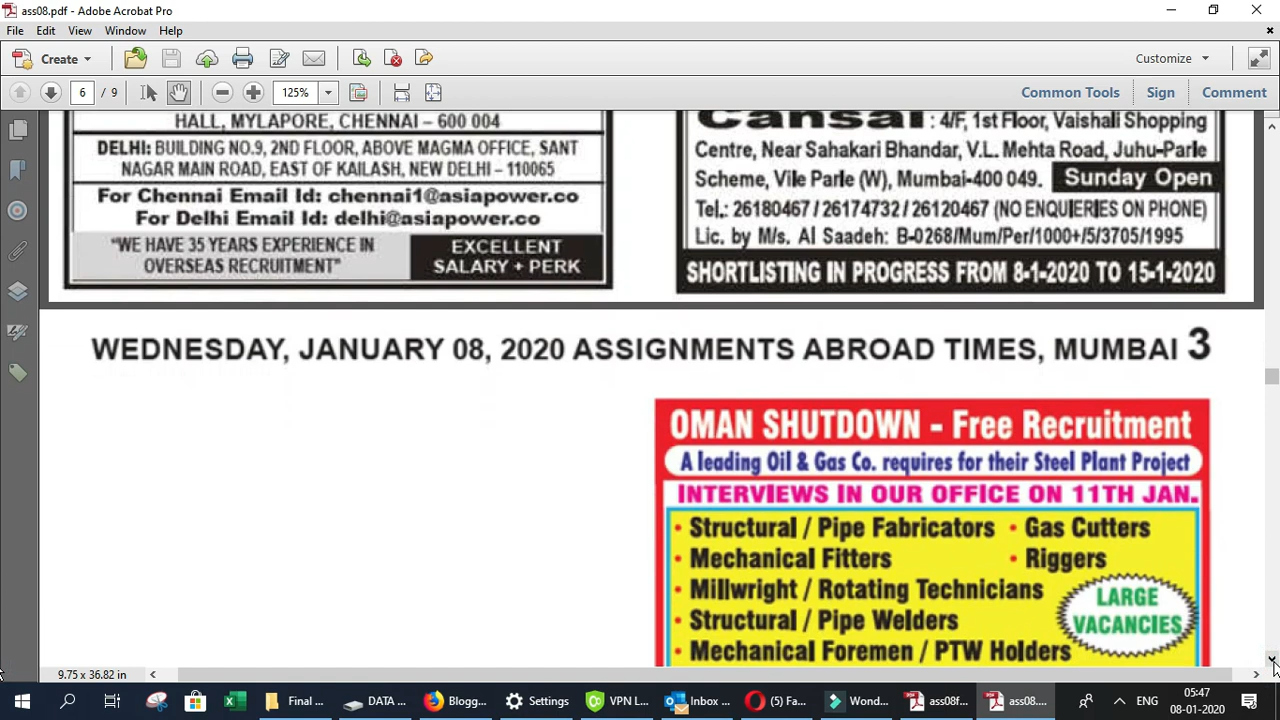 ass08.pdf - Adobe Acrobat Pro
File Edit View Window Help
Create
Customize
6 / 9
125%
Common Tools Sign Comment
HALL, MYLAPORE, CHENNAI – 600 004
DELHI: BUILDING NO.9, 2ND FLOOR, ABOVE MAGMA OFFICE, SANT
NAGAR MAIN ROAD, EAST OF KAILASH, NEW DELHI – 110065
For Chennai Email Id: chennai1@asiapower.co
For Delhi Email Id: delhi@asiapower.co
"WE HAVE 35 YEARS EXPERIENCE IN
OVERSEAS RECRUITMENT"
EXCELLENT
SALARY + PERK
Cansai : 4/F, 1st Floor, Vaishali Shopping
Centre, Near Sahakari Bhandar, V.L. Mehta Road, Juhu-Parle
Scheme, Vile Parle (W), Mumbai-400 049. Sunday Open
Tel.: 26180467 / 26174732 / 26120467 (NO ENQUIERIES ON PHONE)
Lic. by M/s. Al Saadeh: B-0268/Mum/Per/1000+/5/3705/1995
SHORTLISTING IN PROGRESS FROM 8-1-2020 TO 15-1-2020
WEDNESDAY, JANUARY 08, 2020 ASSIGNMENTS ABROAD TIMES, MUMBAI 3
OMAN SHUTDOWN - Free Recruitment
A leading Oil & Gas Co. requires for their Steel Plant Project
INTERVIEWS IN OUR OFFICE ON 11TH JAN.
• Structural / Pipe Fabricators • Gas Cutters
• Mechanical Fitters • Riggers
• Millwright / Rotating Technicians
• Structural / Pipe Welders
• Mechanical Foremen / PTW Holders
LARGE
VACANCIES
9.75 x 36.82 in
Final ... DATA ... Blogg... Settings VPN L... Inbox ... (5) Fa... Wond... ass08f... ass08....
ENG
05:47
08-01-2020